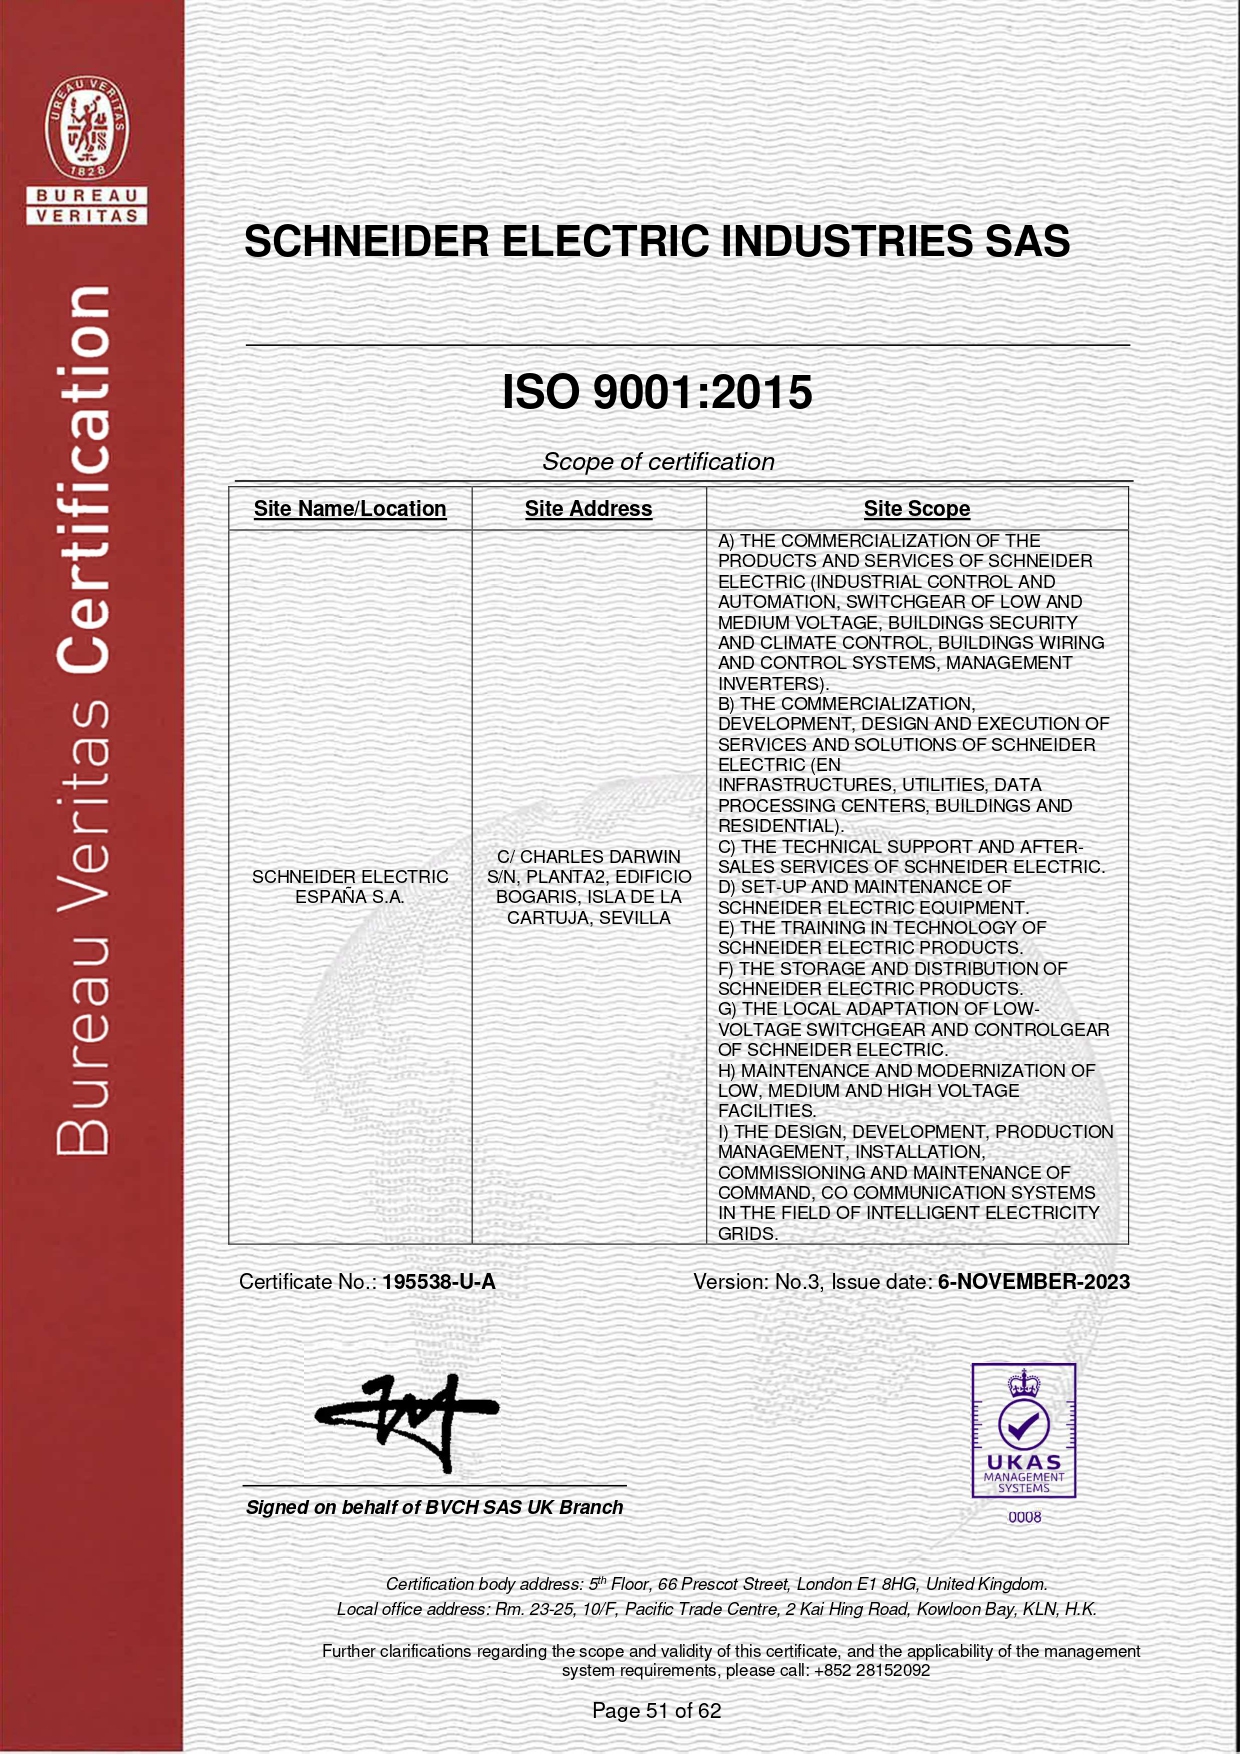 BUREAU VERITAS
1828
BUREAU
VERITAS
Bureau Veritas Certification
SCHNEIDER ELECTRIC INDUSTRIES SAS
ISO 9001:2015
Scope of certification
Site Name/Location
Site Address
Site Scope
SCHNEIDER ELECTRIC
ESPAÑA S.A.
C/ CHARLES DARWIN
S/N, PLANTA2, EDIFICIO
BOGARIS, ISLA DE LA
CARTUJA, SEVILLA
A) THE COMMERCIALIZATION OF THE
PRODUCTS AND SERVICES OF SCHNEIDER
ELECTRIC (INDUSTRIAL CONTROL AND
AUTOMATION, SWITCHGEAR OF LOW AND
MEDIUM VOLTAGE, BUILDINGS SECURITY
AND CLIMATE CONTROL, BUILDINGS WIRING
AND CONTROL SYSTEMS, MANAGEMENT
INVERTERS).
B) THE COMMERCIALIZATION,
DEVELOPMENT, DESIGN AND EXECUTION OF
SERVICES AND SOLUTIONS OF SCHNEIDER
ELECTRIC (EN
INFRASTRUCTURES, UTILITIES, DATA
PROCESSING CENTERS, BUILDINGS AND
RESIDENTIAL).
C) THE TECHNICAL SUPPORT AND AFTER-
SALES SERVICES OF SCHNEIDER ELECTRIC.
D) SET-UP AND MAINTENANCE OF
SCHNEIDER ELECTRIC EQUIPMENT.
E) THE TRAINING IN TECHNOLOGY OF
SCHNEIDER ELECTRIC PRODUCTS.
F) THE STORAGE AND DISTRIBUTION OF
SCHNEIDER ELECTRIC PRODUCTS.
G) THE LOCAL ADAPTATION OF LOW-
VOLTAGE SWITCHGEAR AND CONTROLGEAR
OF SCHNEIDER ELECTRIC.
H) MAINTENANCE AND MODERNIZATION OF
LOW, MEDIUM AND HIGH VOLTAGE
FACILITIES.
I) THE DESIGN, DEVELOPMENT, PRODUCTION
MANAGEMENT, INSTALLATION,
COMMISSIONING AND MAINTENANCE OF
COMMAND, CO COMMUNICATION SYSTEMS
IN THE FIELD OF INTELLIGENT ELECTRICITY
GRIDS.
Certificate No.: 195538-U-A
Version: No.3, Issue date: 6-NOVEMBER-2023
Signed on behalf of BVCH SAS UK Branch
UKAS
MANAGEMENT
SYSTEMS
0008
Certification body address: 5th Floor, 66 Prescot Street, London E1 8HG, United Kingdom.
Local office address: Rm. 23-25, 10/F, Pacific Trade Centre, 2 Kai Hing Road, Kowloon Bay, KLN, H.K.
Further clarifications regarding the scope and validity of this certificate, and the applicability of the management
system requirements, please call: +852 28152092
Page 51 of 62